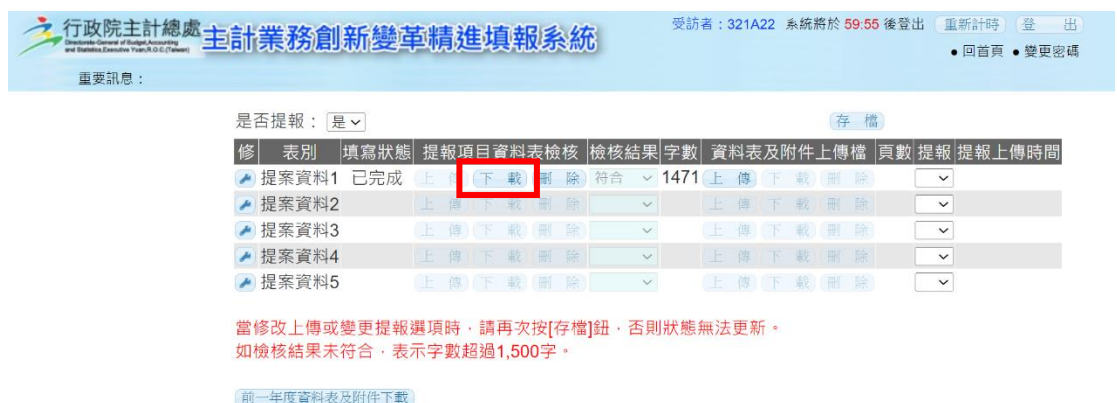 行政院主計總處
Directorate-General of Budget, Accounting
and Statistics, Executive Yuan, R.O.C.(Taiwan)
主計業務創新變革精進填報系統
受訪者：321A22 系統將於 59:55 後登出 重新計時 登 出
●回首頁 ●變更密碼
重要訊息：
是否提報： 是
存 檔
修 表別 填寫狀態 提報項目資料表檢核 檢核結果 字數 資料表及附件上傳檔 頁數 提報 提報上傳時間
提案資料1 已完成 上 傳 下 載 刪 除 符合 1471 上 傳 下 載 刪 除
提案資料2 上 傳 下 載 刪 除 上 傳 下 載 刪 除
提案資料3 上 傳 下 載 刪 除 上 傳 下 載 刪 除
提案資料4 上 傳 下 載 刪 除 上 傳 下 載 刪 除
提案資料5 上 傳 下 載 刪 除 上 傳 下 載 刪 除
當修改上傳或變更提報選項時，請再次按[存檔]鈕，否則狀態無法更新。
如檢核結果未符合，表示字數超過1,500字。
前一年度資料表及附件下載